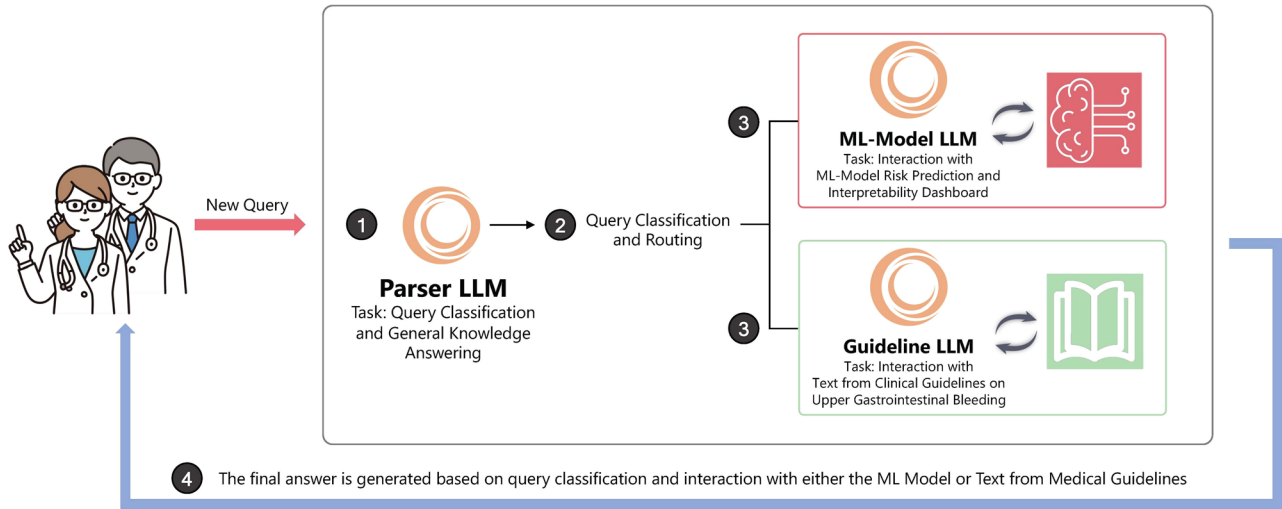 New Query
1
Parser LLM
Task: Query Classification
and General Knowledge
Answering
2
Query Classification
and Routing
3
ML-Model LLM
Task: Interaction with
ML-Model Risk Prediction and
Interpretability Dashboard
3
Guideline LLM
Task: Interaction with
Text from Clinical Guidelines on
Upper Gastrointestinal Bleeding
4
The final answer is generated based on query classification and interaction with either the ML Model or Text from Medical Guidelines